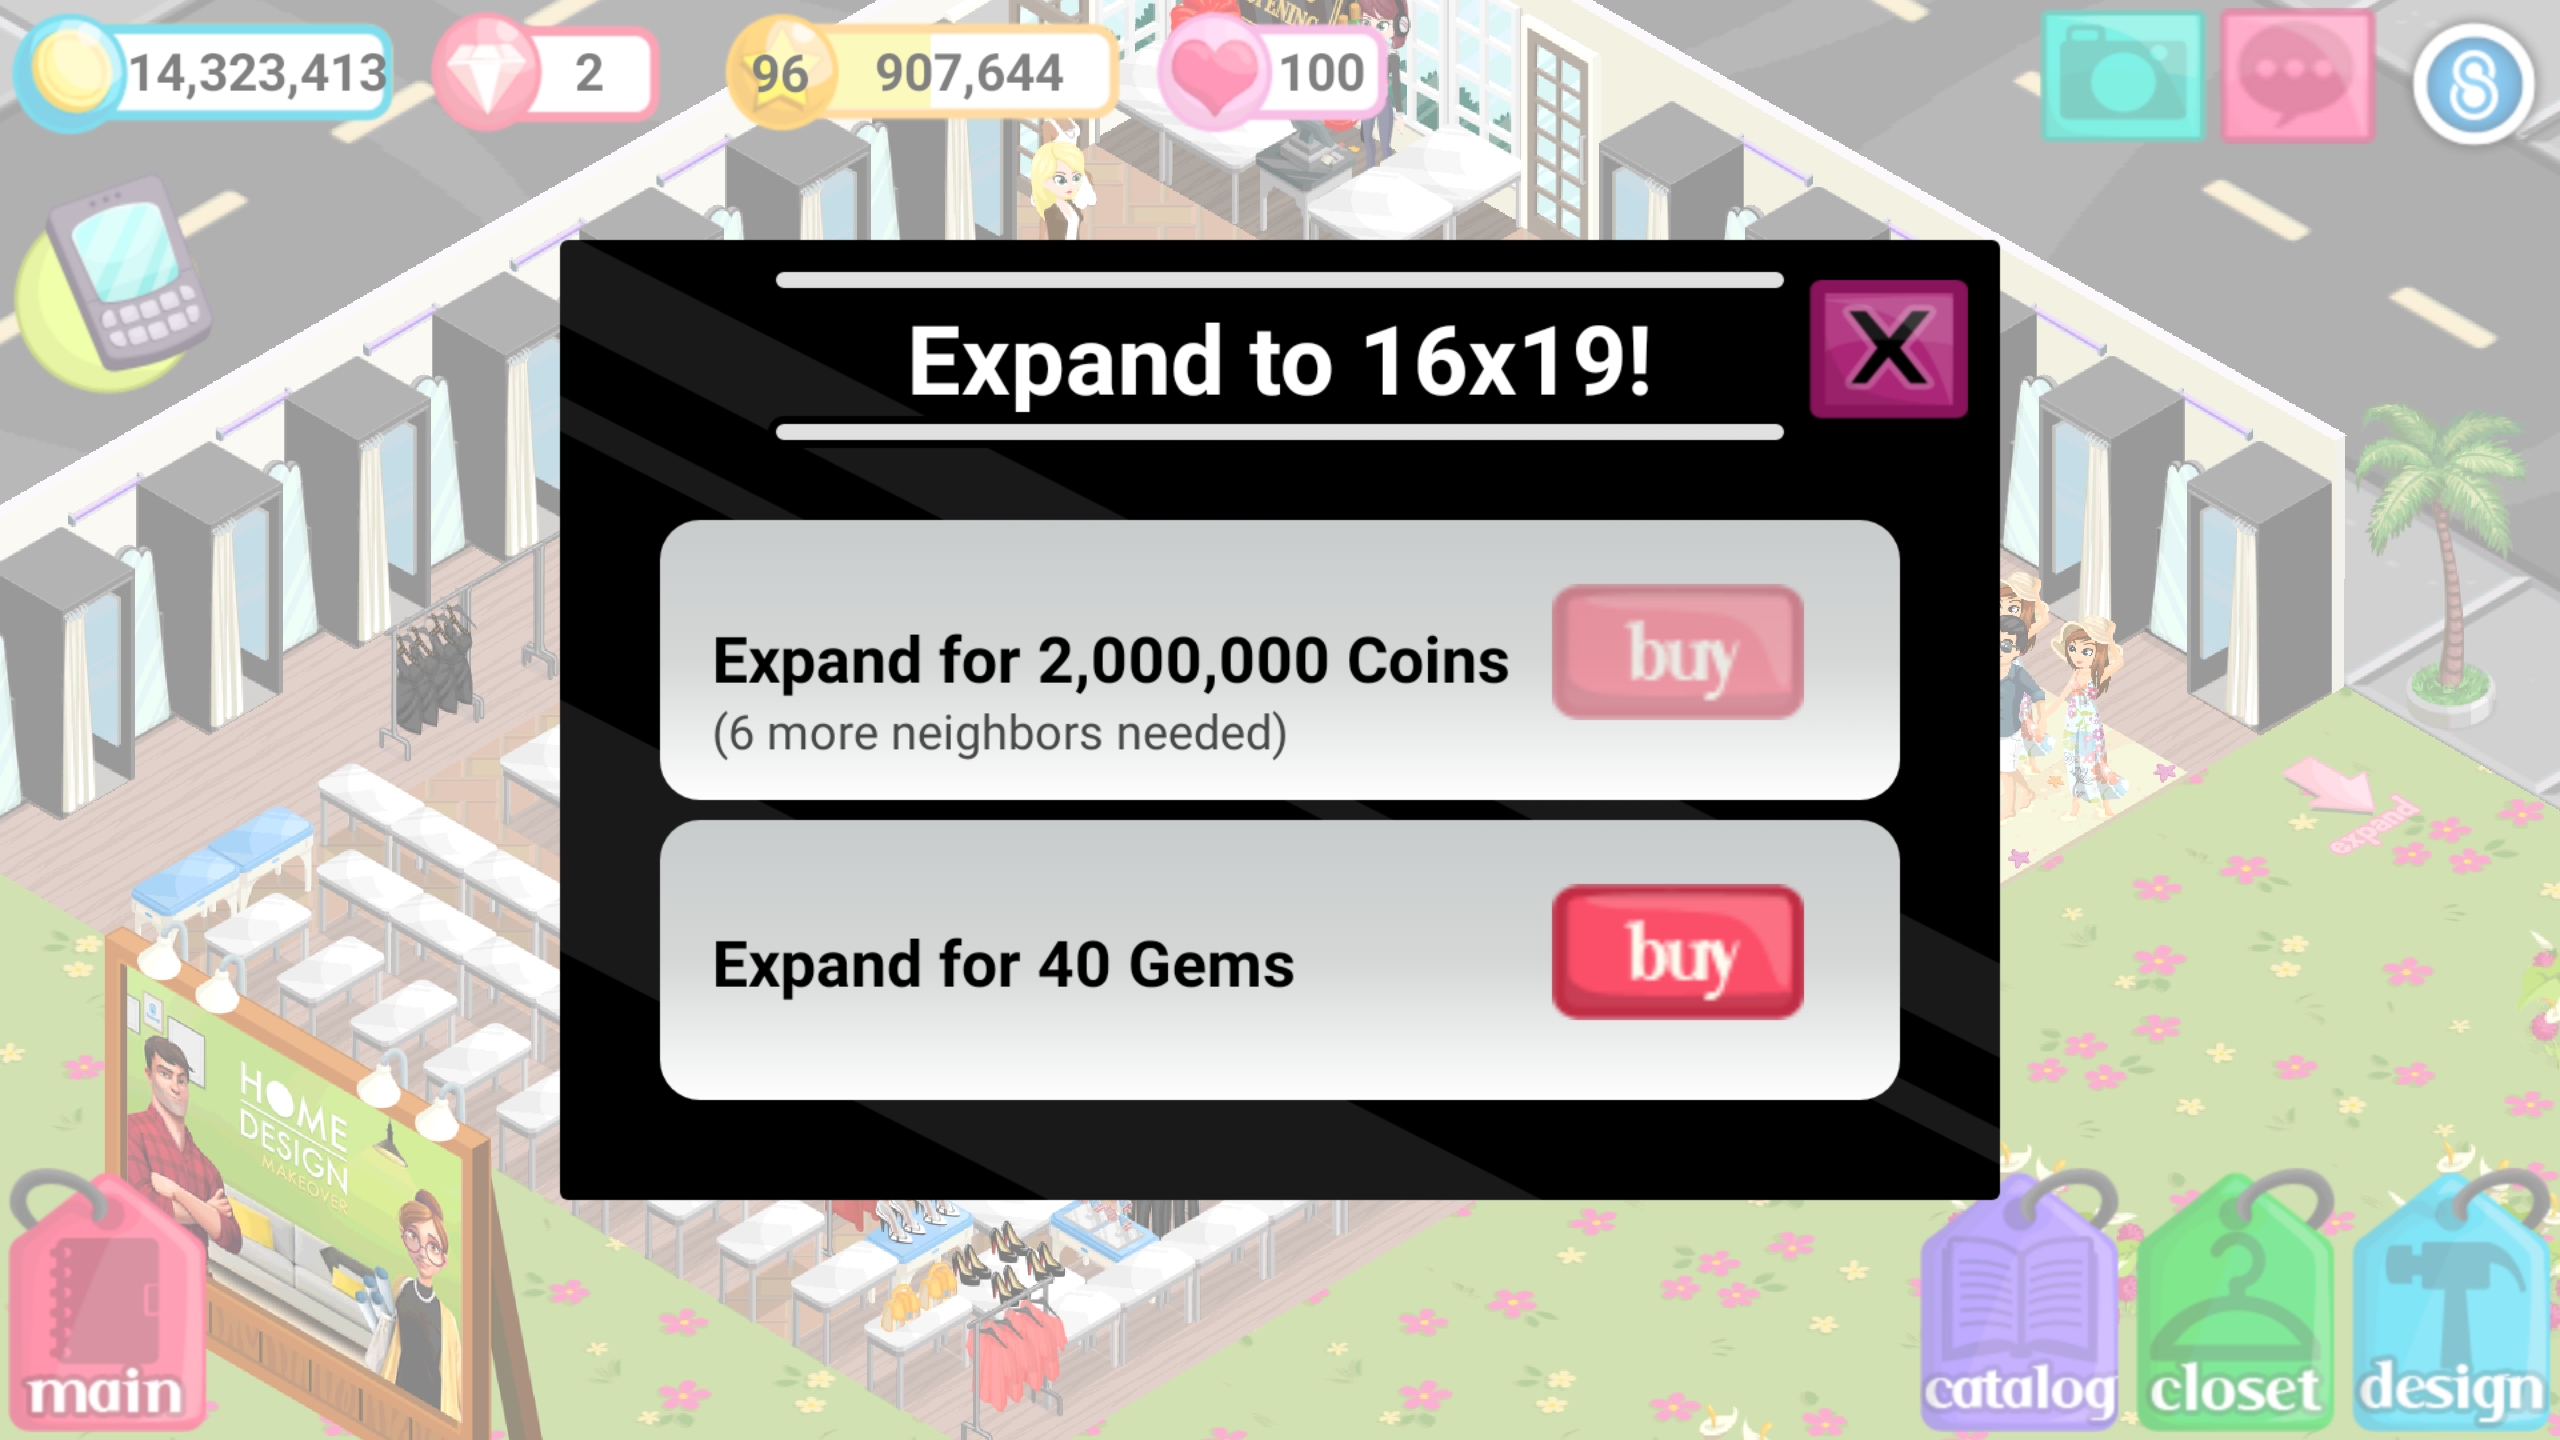 14,323,413
2
96
907,644
100
OPENING
Expand to 16x19!
X
Expand for 2,000,000 Coins
buy
(6 more neighbors needed)
Expand for 40 Gems
buy
expand
HOME
DESIGN
MAKEOVER
main
catalog
closet
design